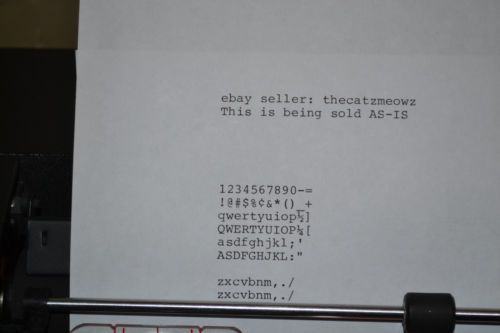 ebay seller: thecatzmeowz
This is being sold AS-IS
1234567890-=
!@#$%¢&*()_+
qwertyuiop½]
QWERTYUIOP¼[
asdfghjkl;'
ASDFGHJKL:"
zxcvbnm,./
zxcvbnm,./